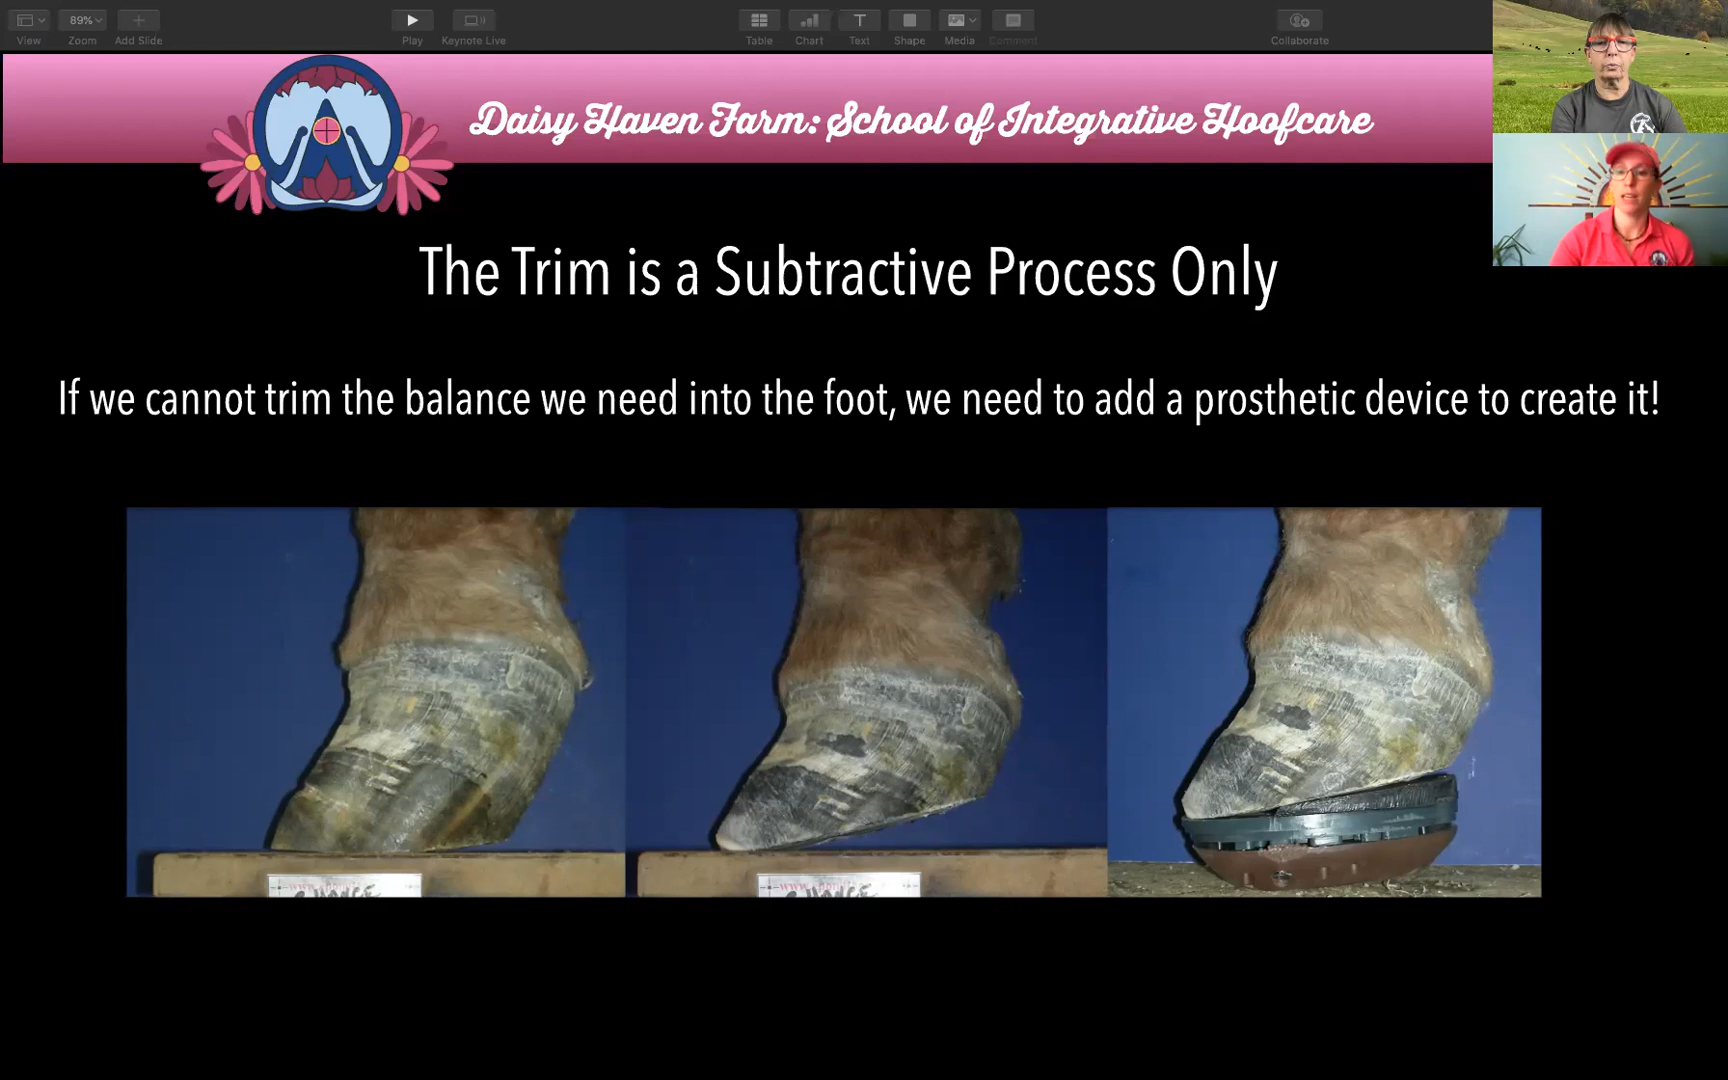 View
89%
Zoom
Add Slide
Play
Keynote Live
Table
Chart
Text
Shape
Media
Comment
Collaborate
Daisy Haven Farm: School of Integrative Hoofcare
The Trim is a Subtractive Process Only
If we cannot trim the balance we need into the foot, we need to add a prosthetic device to create it!